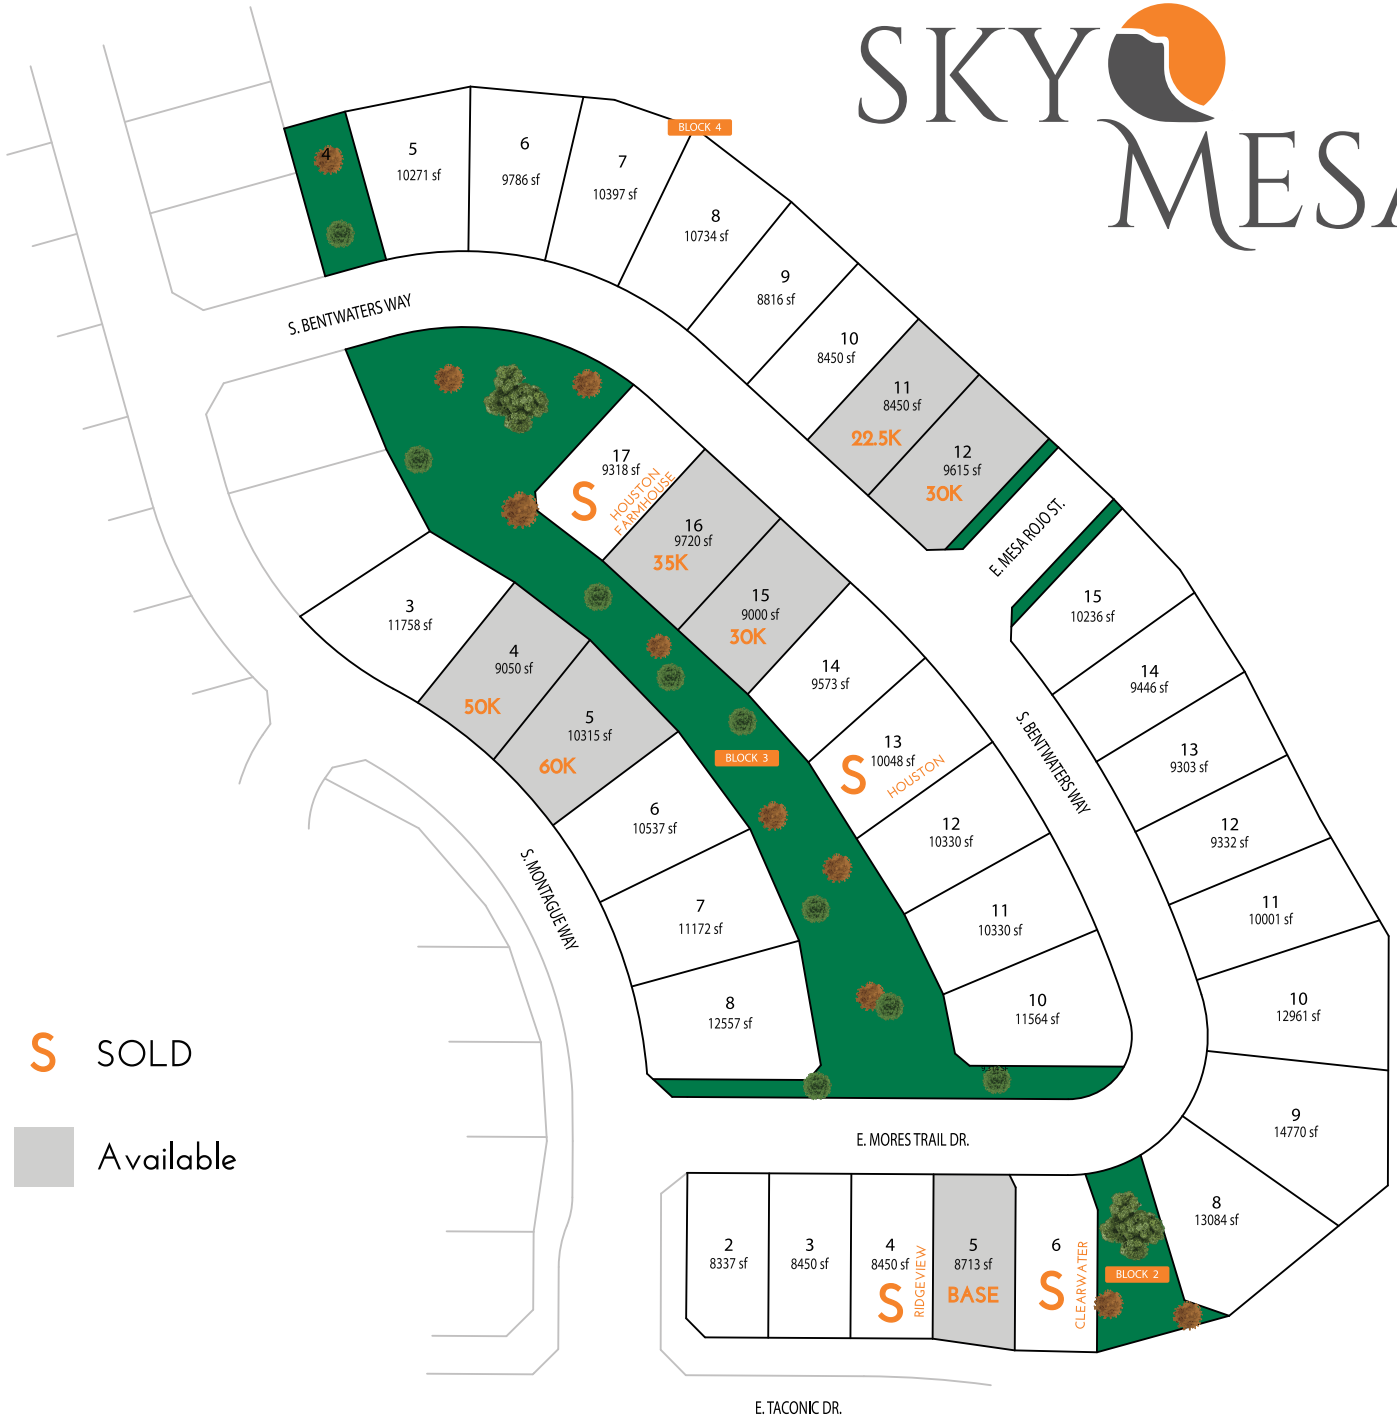 SKY
MESA
BLOCK 4
4
5
10271 sf
6
9786 sf
7
10397 sf
8
10734 sf
9
8816 sf
10
8450 sf
11
8450 sf
22.5K
12
9615 sf
30K
S. BENTWATERS WAY
E. MESA ROJO ST.
17
9318 sf
S
HOUSTON
FARMHOUSE
16
9720 sf
35K
15
9000 sf
30K
14
9573 sf
13
10048 sf
S
HOUSTON
12
10330 sf
11
10330 sf
10
11564 sf
3
11758 sf
4
9050 sf
50K
5
10315 sf
60K
6
10537 sf
7
11172 sf
8
12557 sf
BLOCK 3
S. MONTAGUE WAY
S. BENTWATERS WAY
15
10236 sf
14
9446 sf
13
9303 sf
12
9332 sf
11
10001 sf
10
12961 sf
9
14770 sf
8
13084 sf
S SOLD
Available
E. MORES TRAIL DR.
2
8337 sf
3
8450 sf
4
8450 sf
S
RIDGEVIEW
5
8713 sf
BASE
6
S
CLEARWATER
BLOCK 2
E. TACONIC DR.